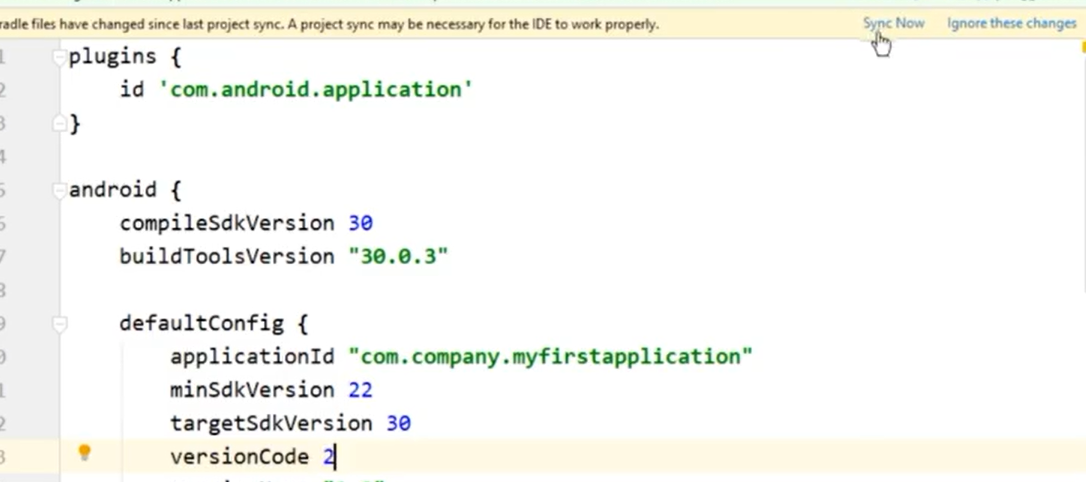 radle files have changed since last project sync. A project sync may be necessary for the IDE to work properly. Sync Now Ignore these changes
1 plugins {
2 id 'com.android.application'
3 }
4
5 android {
6 compileSdkVersion 30
7 buildToolsVersion "30.0.3"
8
9 defaultConfig {
0 applicationId "com.company.myfirstapplication"
1 minSdkVersion 22
2 targetSdkVersion 30
3 versionCode 2